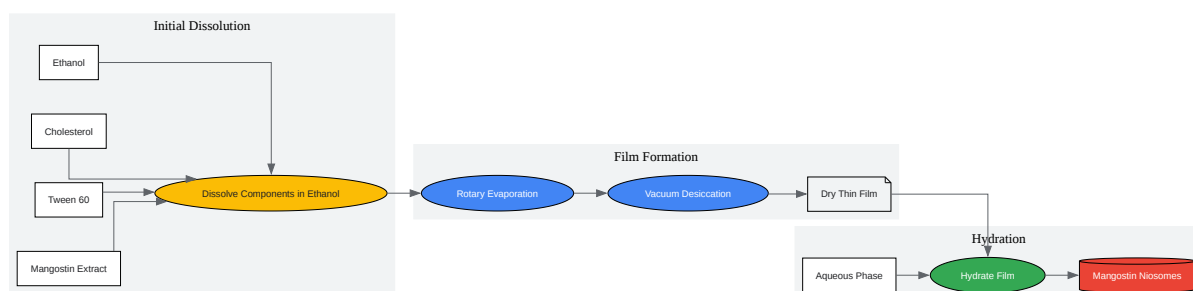 Initial Dissolution
Ethanol
Cholesterol
Tween 60
Mangostin Extract
Dissolve Components in Ethanol
Film Formation
Rotary Evaporation
Vacuum Desiccation
Dry Thin Film
Hydration
Aqueous Phase
Hydrate Film
Mangostin Niosomes